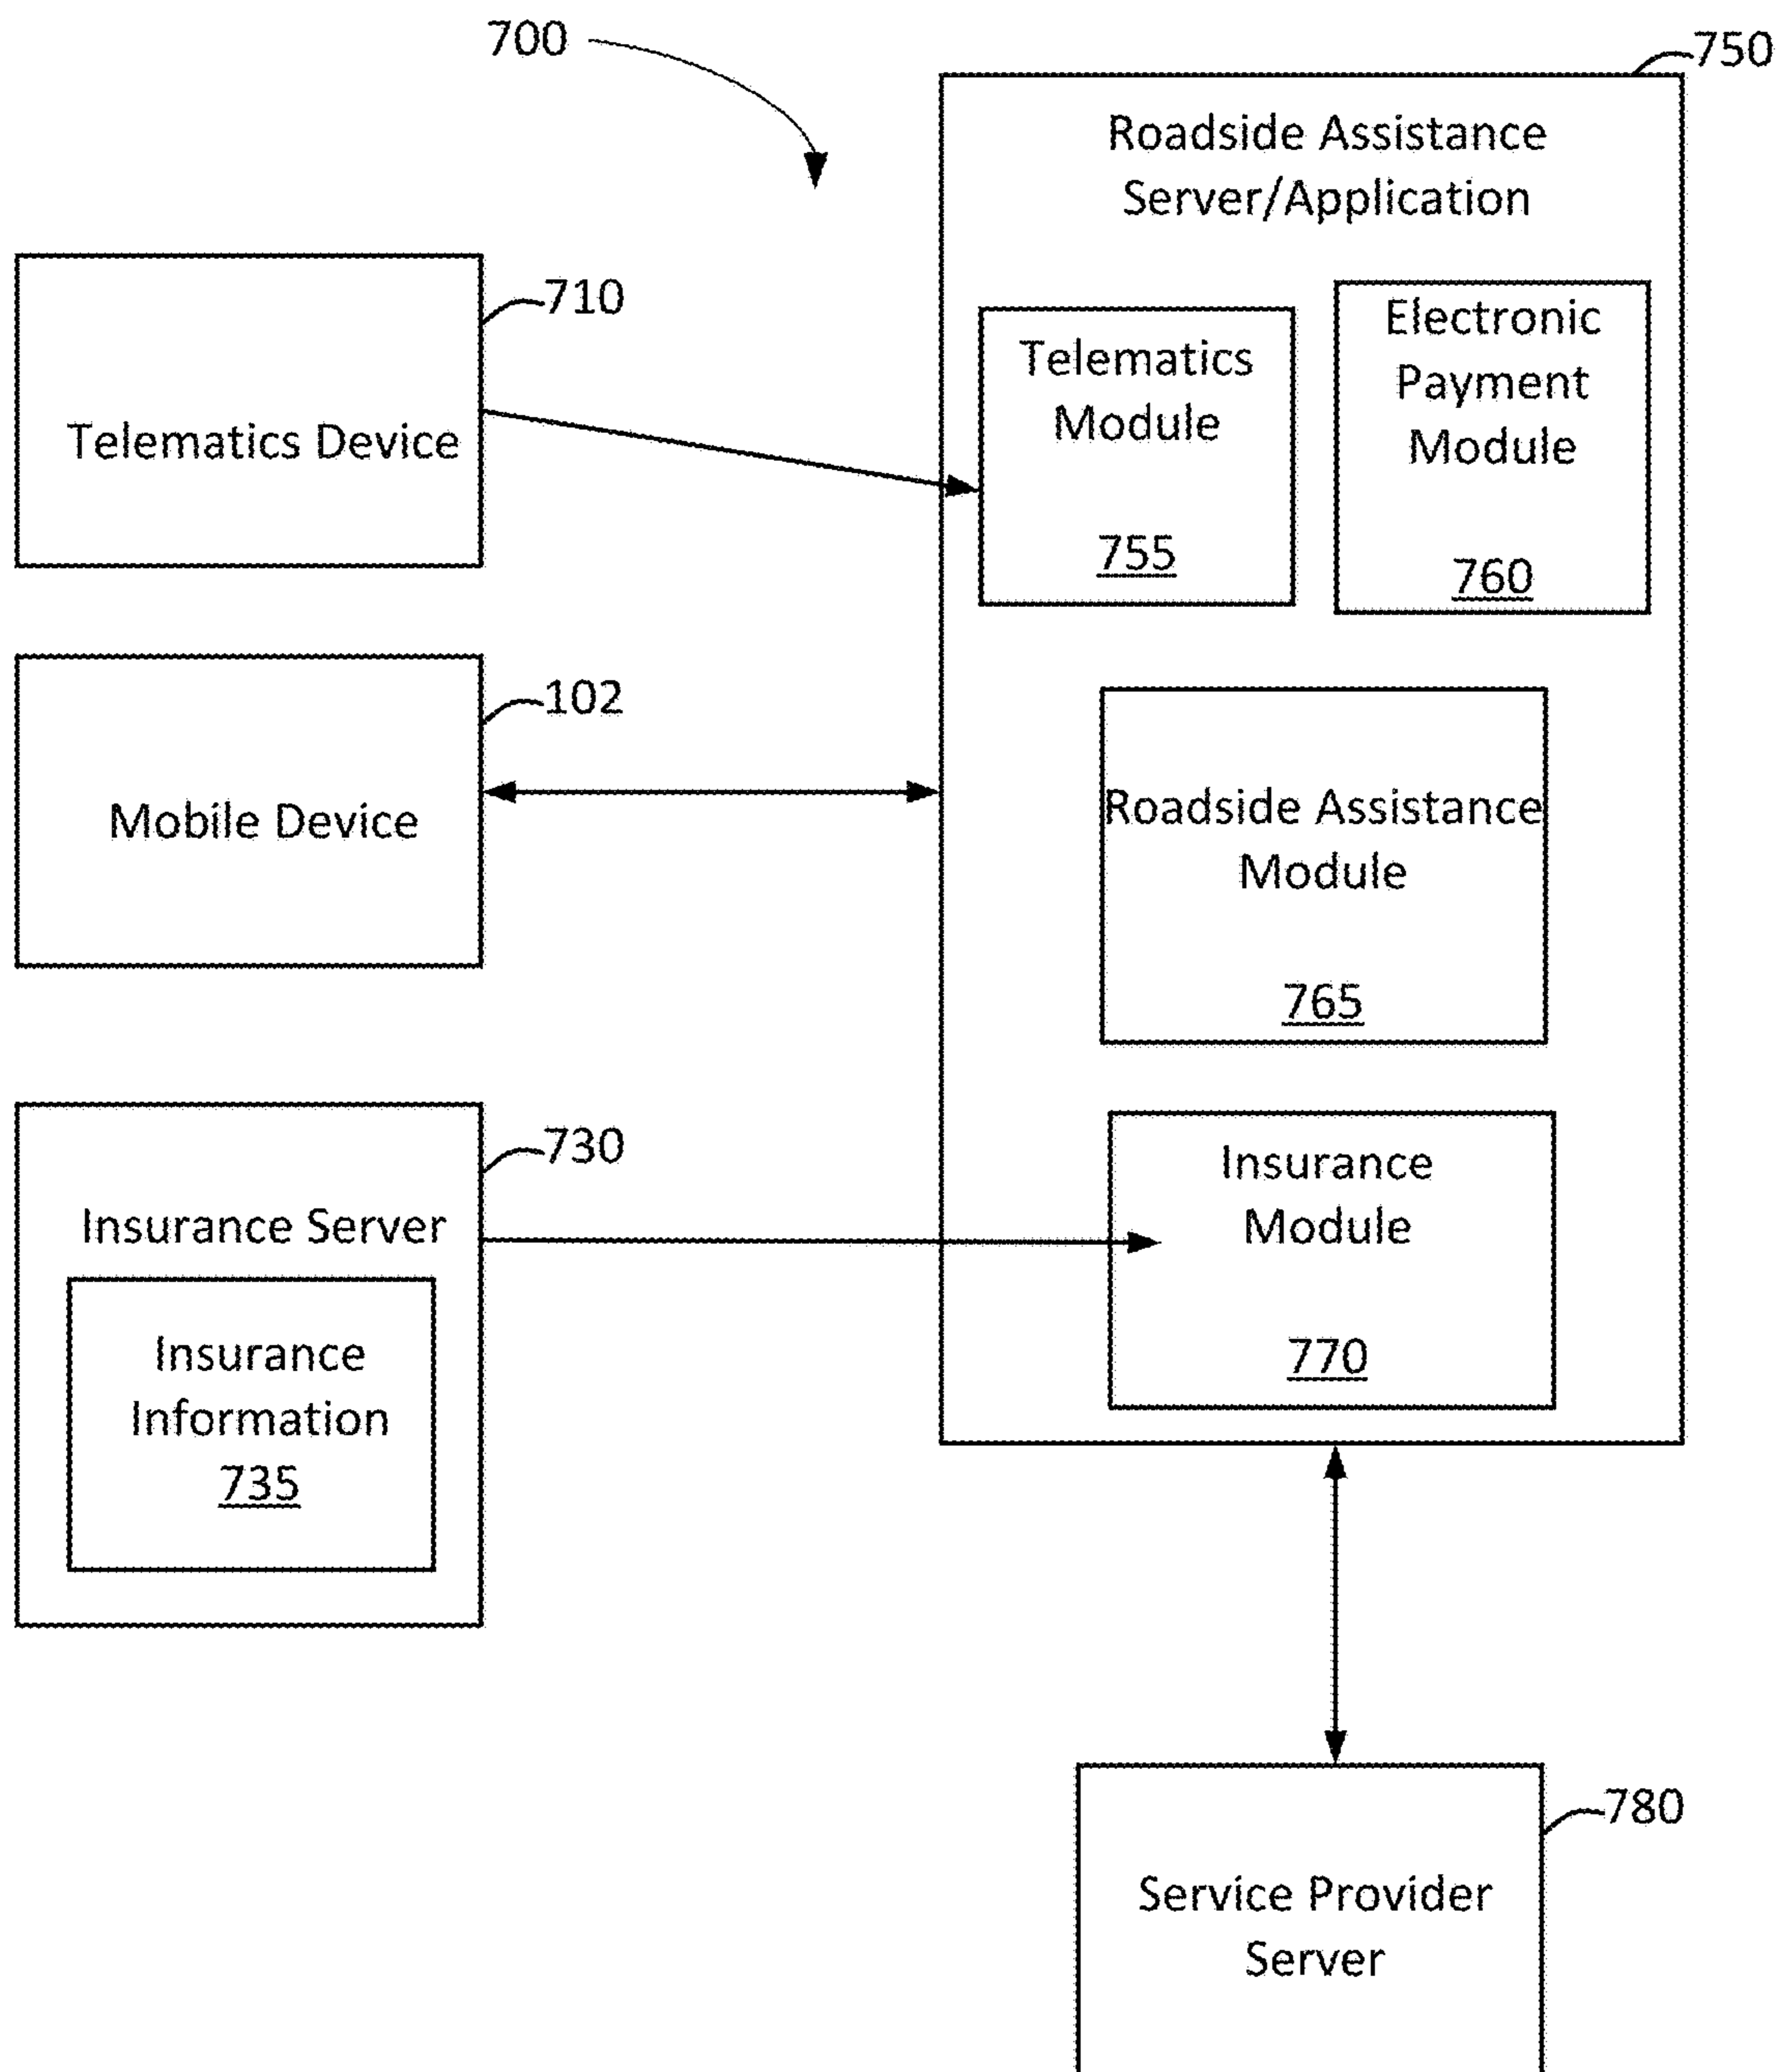 700
750
Roadside Assistance
Server/Application
710
Telematics Device
Telematics
Module
755
Electronic
Payment
Module
760
102
Mobile Device
Roadside Assistance
Module
765
730
Insurance Server
Insurance
Information
735
Insurance
Module
770
780
Service Provider
Server